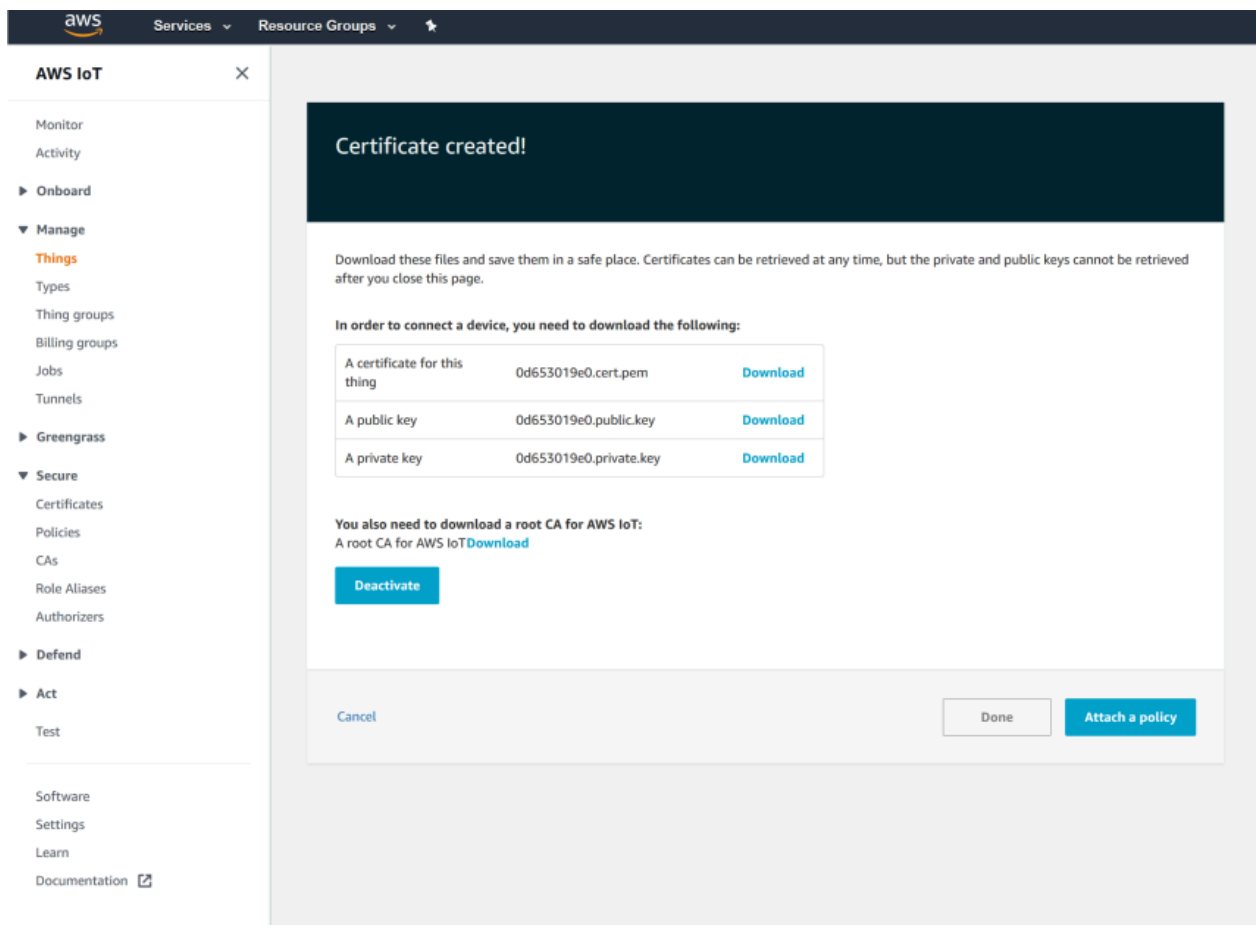 aws
Services
Resource Groups
AWS IoT
Monitor
Activity
Onboard
Manage
Things
Types
Thing groups
Billing groups
Jobs
Tunnels
Greengrass
Secure
Certificates
Policies
CAs
Role Aliases
Authorizers
Defend
Act
Test
Software
Settings
Learn
Documentation
Certificate created!
Download these files and save them in a safe place. Certificates can be retrieved at any time, but the private and public keys cannot be retrieved
after you close this page.
In order to connect a device, you need to download the following:
A certificate for this
thing
0d653019e0.cert.pem
Download
A public key
0d653019e0.public.key
Download
A private key
0d653019e0.private.key
Download
You also need to download a root CA for AWS IoT:
A root CA for AWS IoTDownload
Deactivate
Cancel
Done
Attach a policy